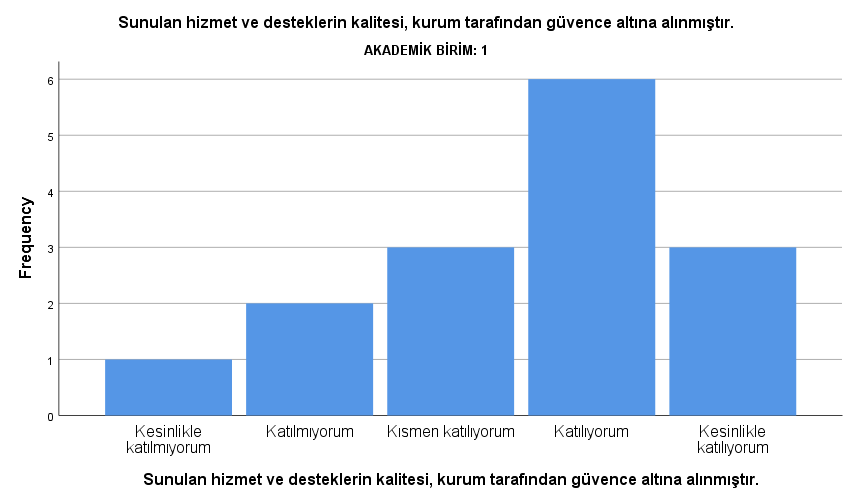 Sunulan hizmet ve desteklerin kalitesi, kurum tarafından güvence altına alınmıştır.
AKADEMİK BİRİM: 1
6
5
4
3
2
1
0
Frequency
Kesinlikle
katılmıyorum
Katılmıyorum
Kısmen katılıyorum
Katılıyorum
Kesinlikle
katılıyorum
Sunulan hizmet ve desteklerin kalitesi, kurum tarafından güvence altına alınmıştır.